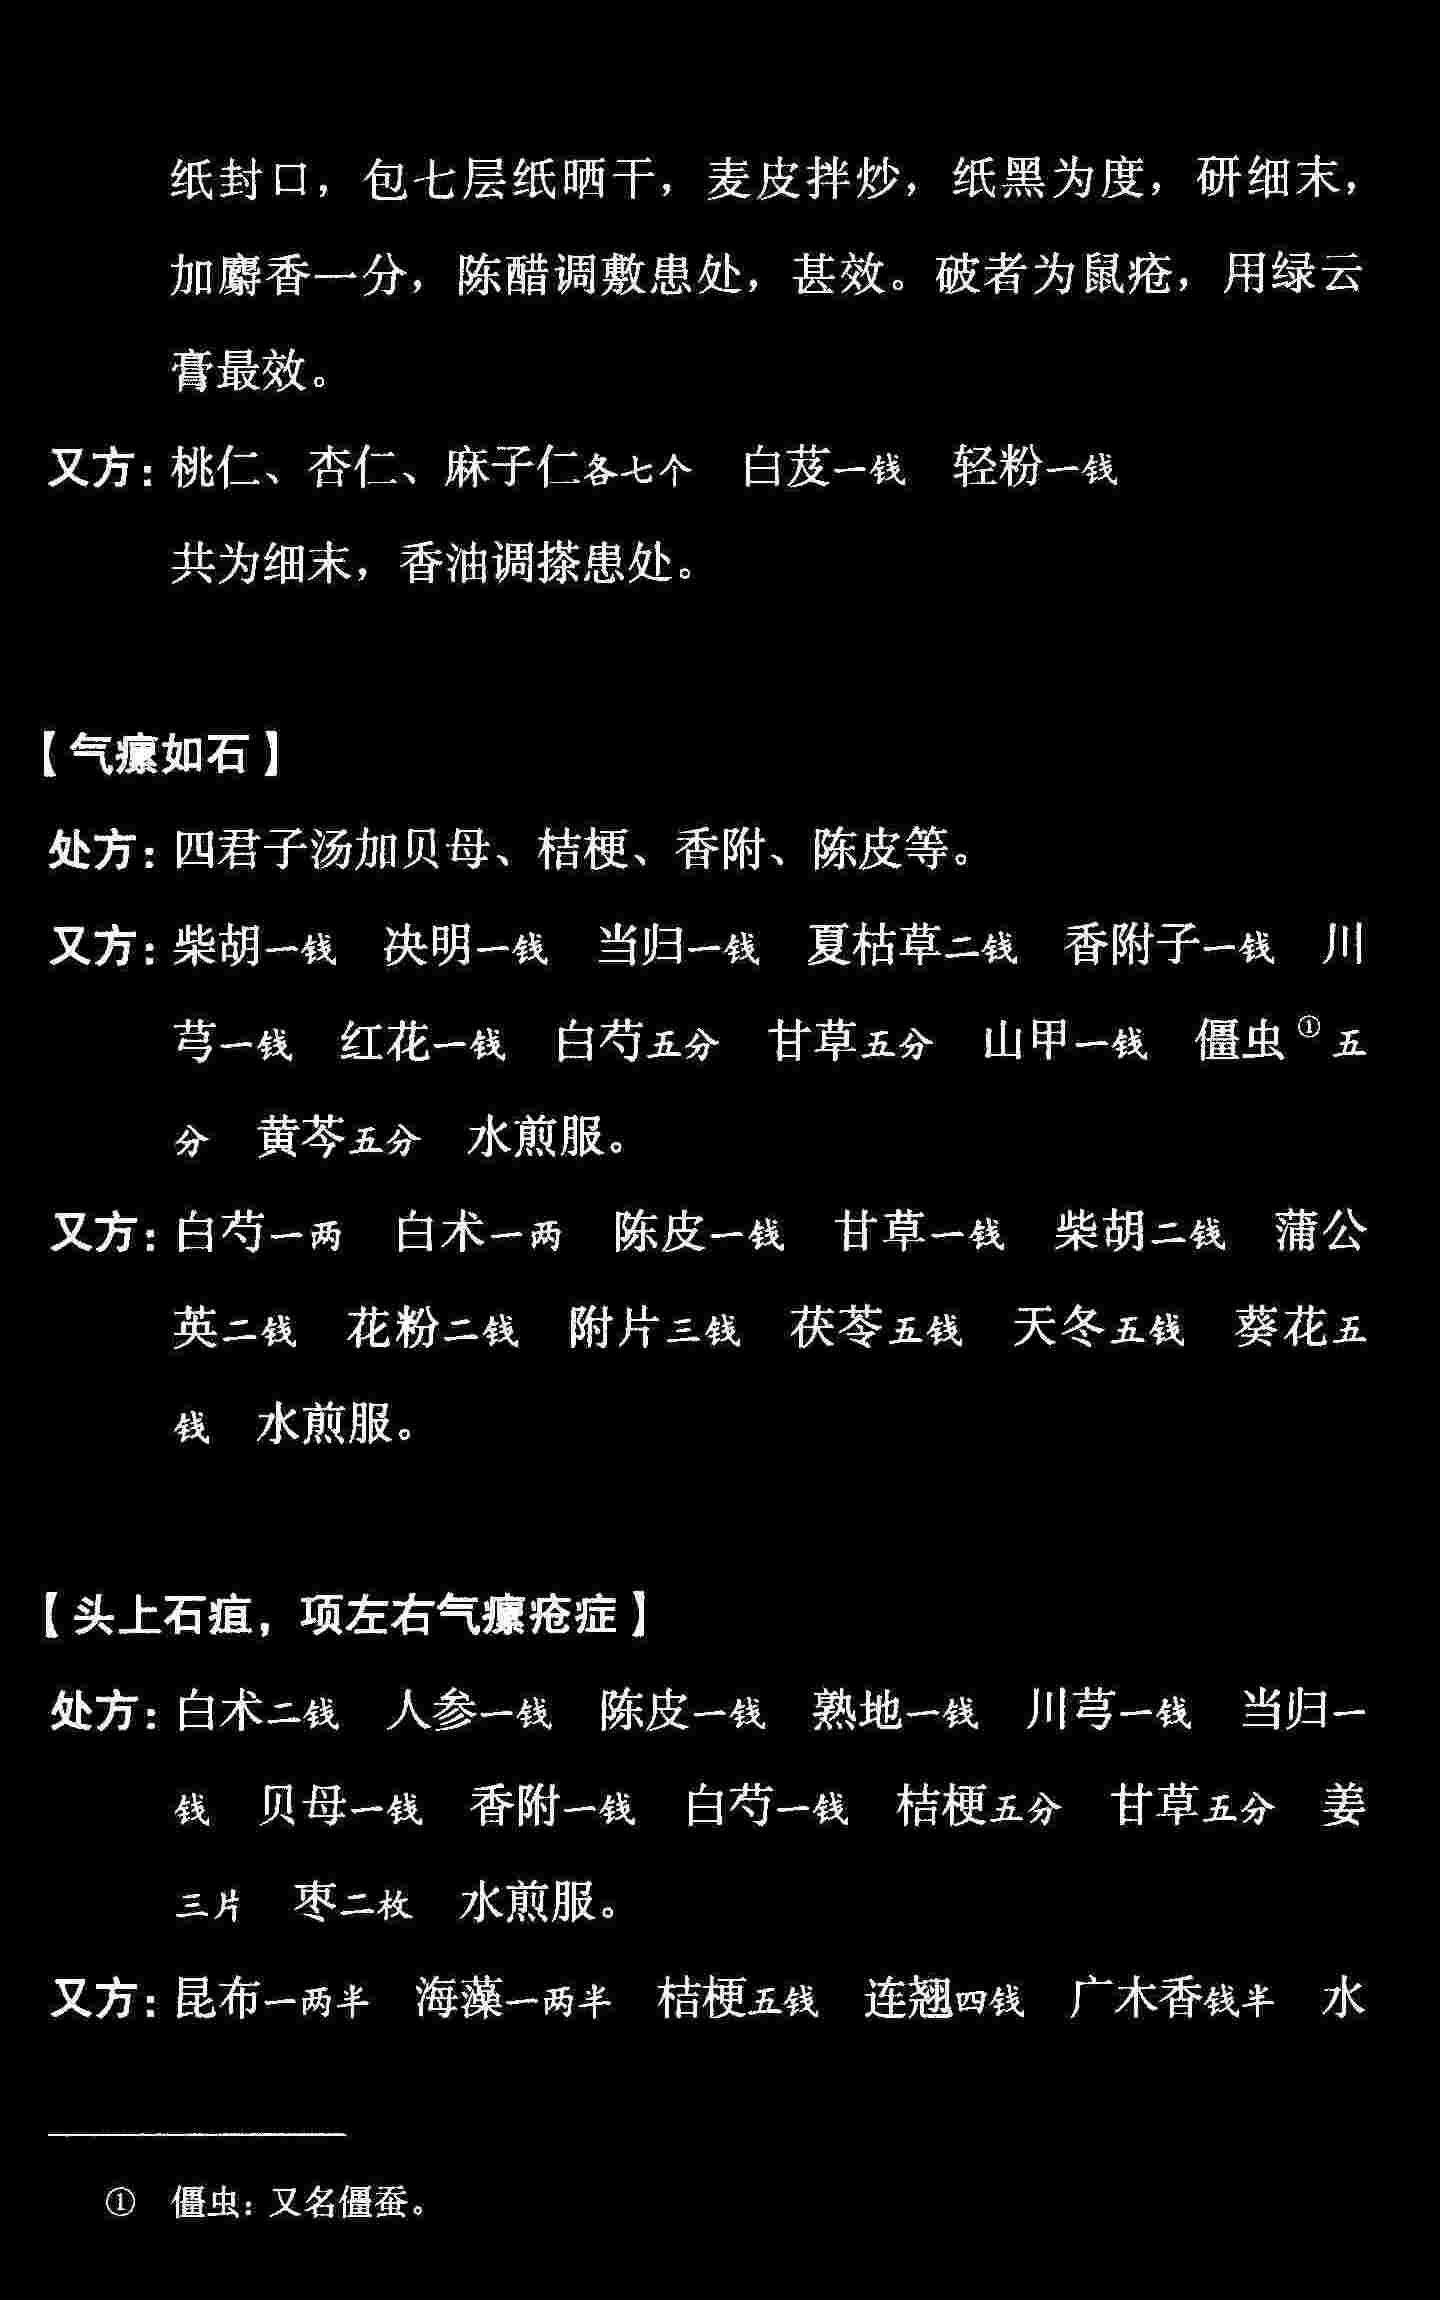 纸封口，包七层纸晒干，麦皮拌炒，纸黑为度，研细末，
加麝香一分，陈醋调敷患处，甚效。破者为鼠疮，用绿云
膏最效。
又方：桃仁、杏仁、麻子仁各七个　白芨一钱　轻粉一钱
共为细末，香油调搽患处。
【气瘰如石】
处方：四君子汤加贝母、桔梗、香附、陈皮等。
又方：柴胡一钱　决明一钱　当归一钱　夏枯草二钱　香附子一钱　川
芎一钱　红花一钱　白芍五分　甘草五分　山甲一钱　僵虫①五
分　黄芩五分　水煎服。
又方：白芍一两　白术一两　陈皮一钱　甘草一钱　柴胡二钱　蒲公
英二钱　花粉二钱　附片三钱　茯苓五钱　天冬五钱　葵花五
钱　水煎服。
【头上石疽，项左右气瘰疮症】
处方：白术二钱　人参一钱　陈皮一钱　熟地一钱　川芎一钱　当归一
钱　贝母一钱　香附一钱　白芍一钱　桔梗五分　甘草五分　姜
三片　枣二枚　水煎服。
又方：昆布一两半　海藻一两半　桔梗五钱　连翘四钱　广木香钱半　水
①　僵虫：又名僵蚕。